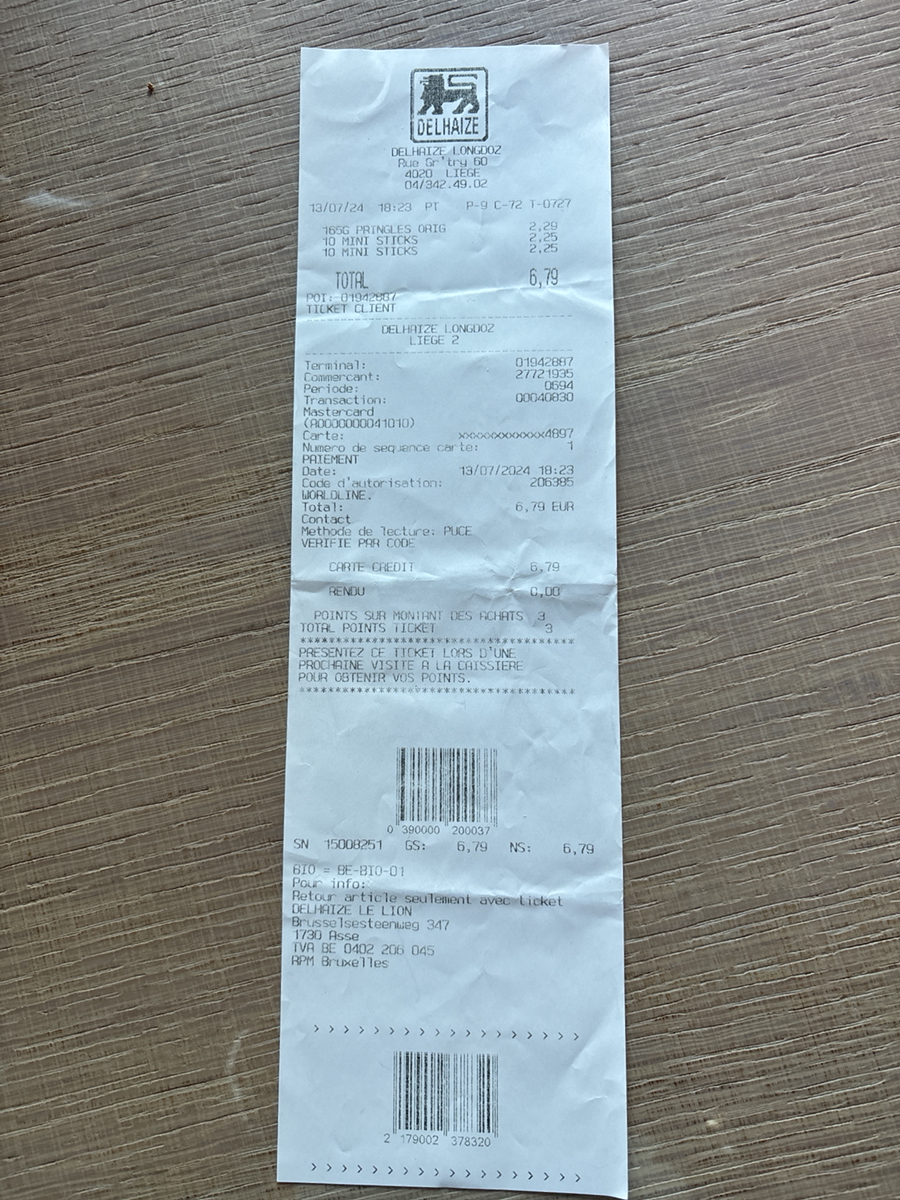 DELHAIZE
DELHAIZE LONGDOZ
Rue Gr'try 60
4020 LIEGE
04/342.49.02
13/07/24 18:23 PT P-9 C-72 T-0727
165G PRINGLES ORIG 2,29
10 MINI STICKS 2,25
10 MINI STICKS 2,25
TOTAL 6,79
POI: 01942887
TICKET CLIENT
DELHAIZE LONGDOZ
LIEGE 2
Terminal: 01942887
Commercant: 27721935
Periode: 0694
Transaction: 00040830
Mastercard
(A0000000041010)
Carte: xxxxxxxxxxxx4897
Numero de sequence carte: 1
PAIEMENT
Date: 13/07/2024 18:23
Code d'autorisation: 206385
WORLDLINE.
Total: 6,79 EUR
Contact
Methode de lecture: PUCE
VERIFIE PAR CODE
CARTE CREDIT 6,79
RENDU 0,00
POINTS SUR MONTANT DES ACHATS 3
TOTAL POINTS TICKET 3
****************************************
PRESENTEZ CE TICKET LORS D'UNE
PROCHAINE VISITE A LA CAISSIERE
POUR OBTENIR VOS POINTS.
****************************************
0 390000 200037
SN 15008251 GS: 6,79 NS: 6,79
BIO = BE-BIO-01
Pour info:
Retour article seulement avec ticket
DELHAIZE LE LION
Brusselsesteenweg 347
1730 Asse
TVA BE 0402 206 045
RPM Bruxelles
> > > > > > > > > > > > > > > > > >
2 179002 378320
> > > > > > > > > > > > > > > > > >